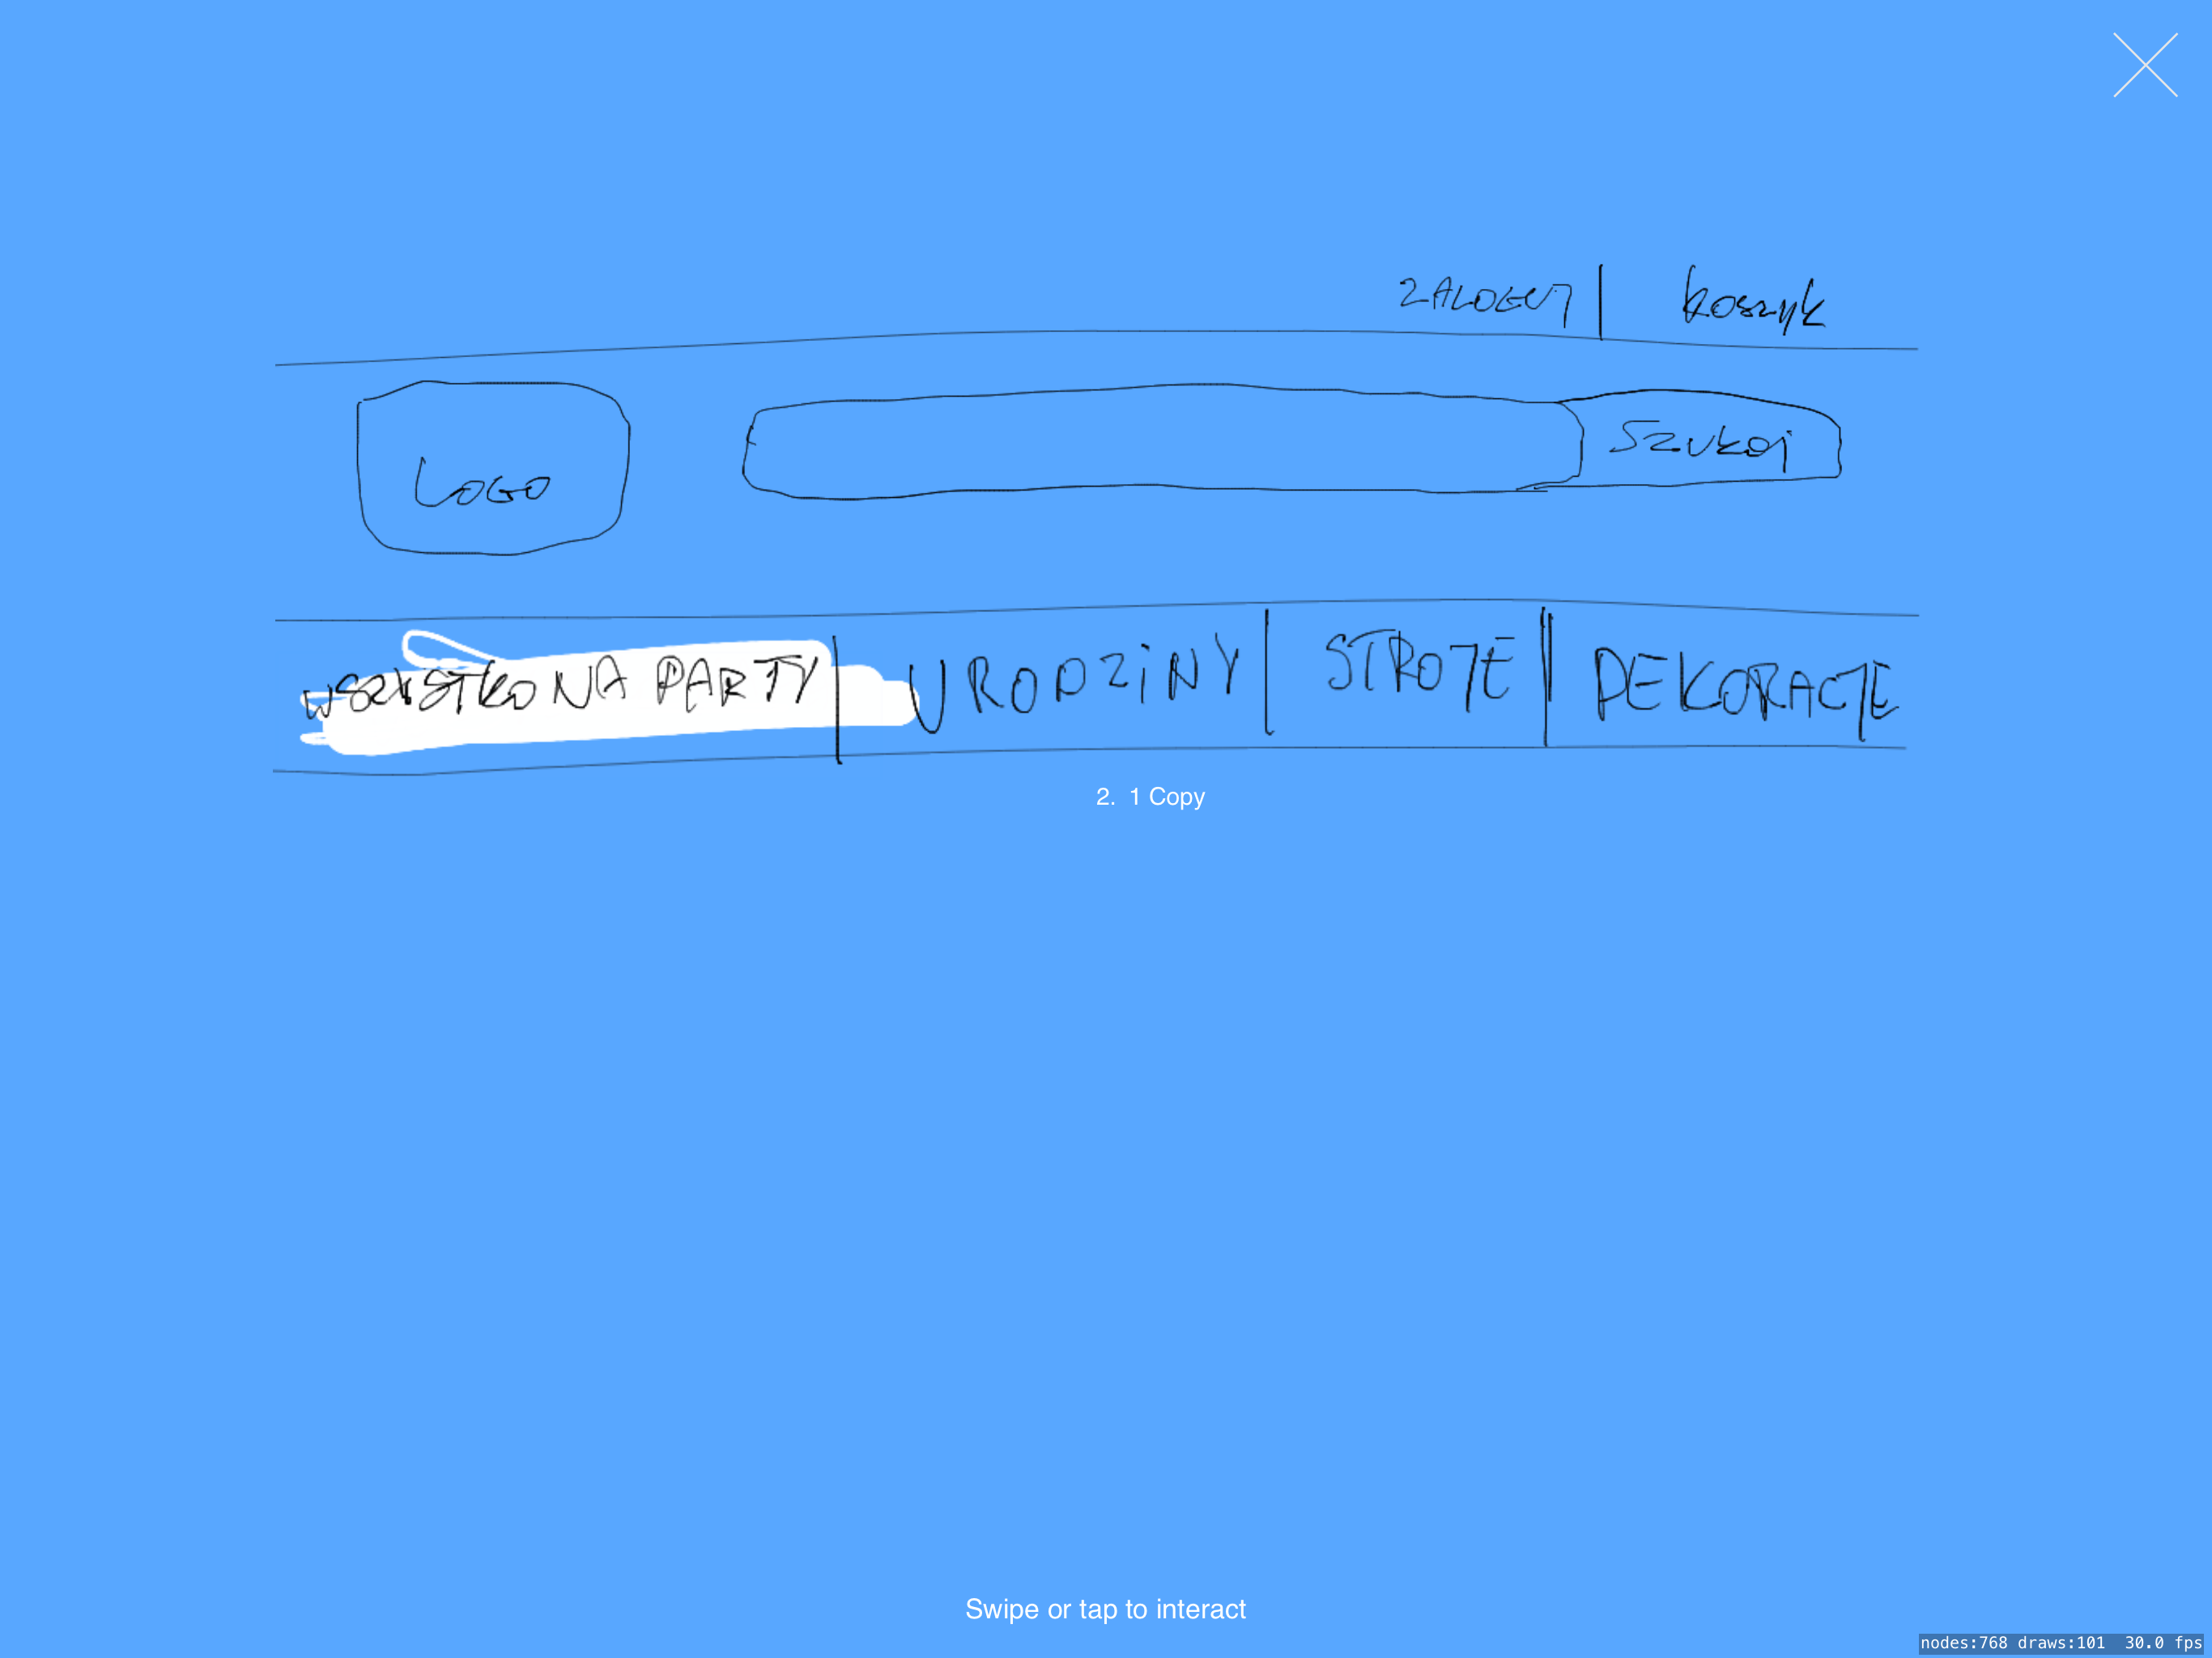 ZALOGUJ | koszyk
LOGO
Szukaj
WSZYSTKO NA PARTY | URODZINY | STROJE | DEKORACJE
2. 1 Copy
Swipe or tap to interact
nodes:768 draws:101 30.0 fps